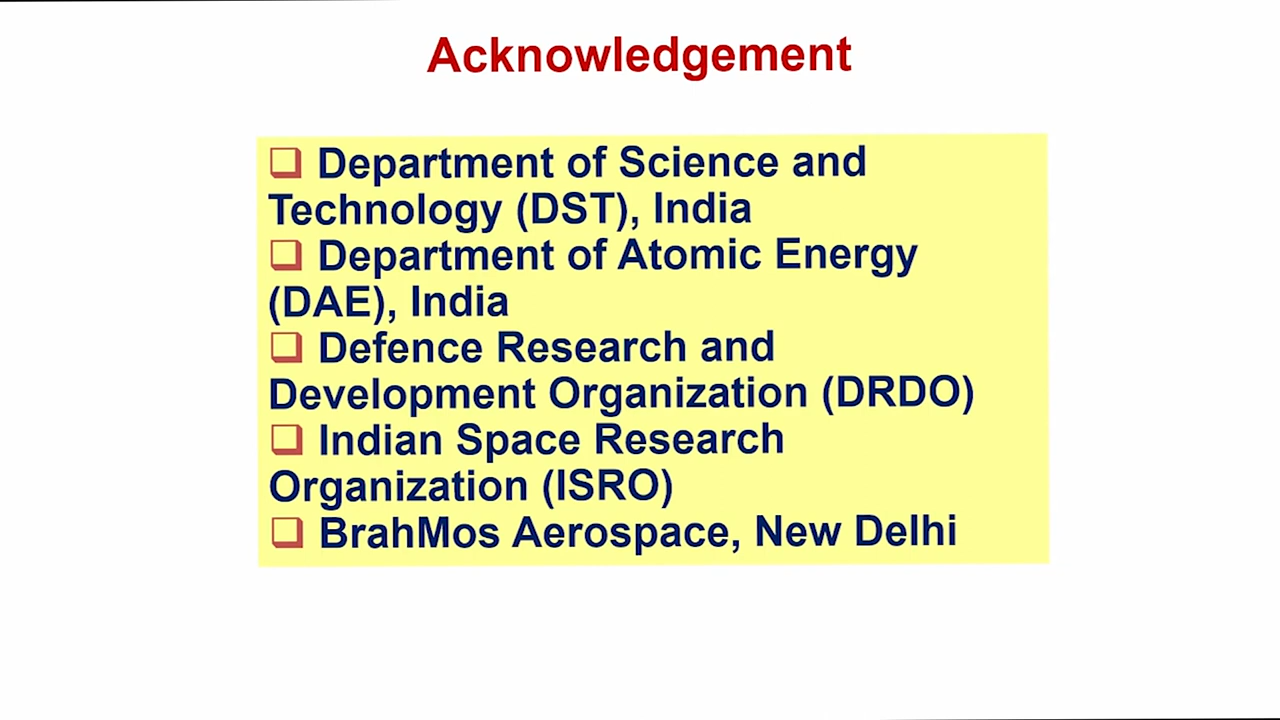 Acknowledgement
❑ Department of Science and
Technology (DST), India
❑ Department of Atomic Energy
(DAE), India
❑ Defence Research and
Development Organization (DRDO)
❑ Indian Space Research
Organization (ISRO)
❑ BrahMos Aerospace, New Delhi